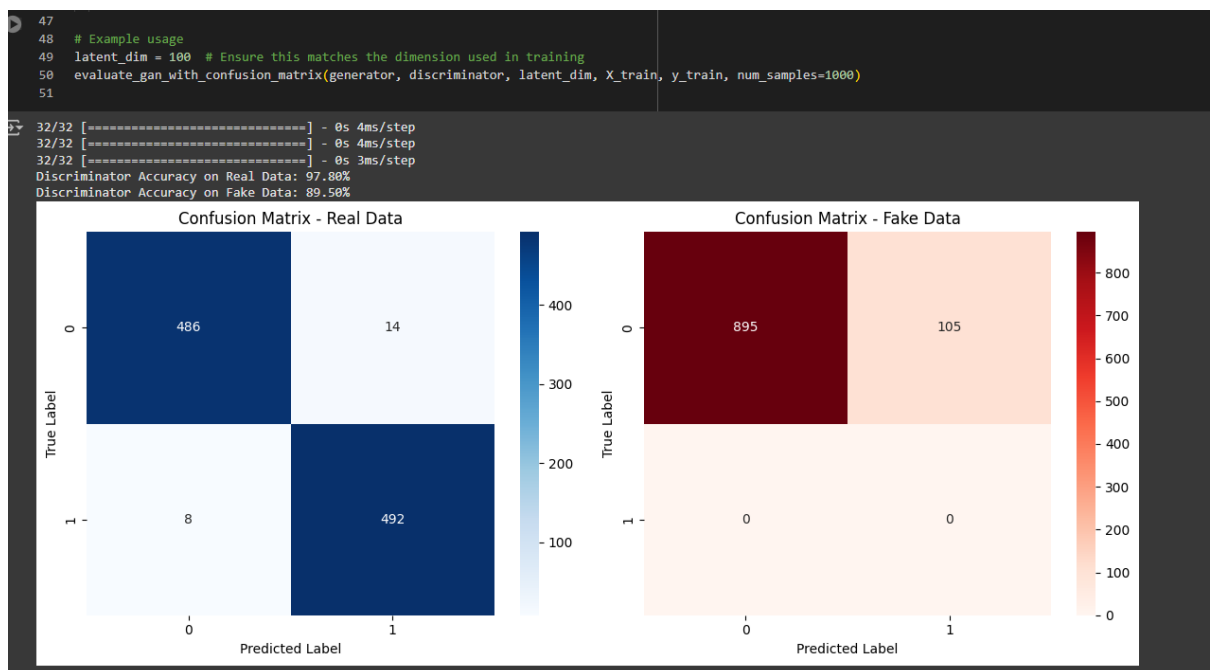 47
48 # Example usage
49 latent_dim = 100 # Ensure this matches the dimension used in training
50 evaluate_gan_with_confusion_matrix(generator, discriminator, latent_dim, X_train, y_train, num_samples=1000)
51
32/32 [==============================] - 0s 4ms/step
32/32 [==============================] - 0s 4ms/step
32/32 [==============================] - 0s 3ms/step
Discriminator Accuracy on Real Data: 97.80%
Discriminator Accuracy on Fake Data: 89.50%
Confusion Matrix - Real Data
True Label
0
1
486 14
8 492
0 1
Predicted Label
400
300
200
100
Confusion Matrix - Fake Data
True Label
0
1
895 105
0 0
0 1
Predicted Label
800
700
600
500
400
300
200
100
0